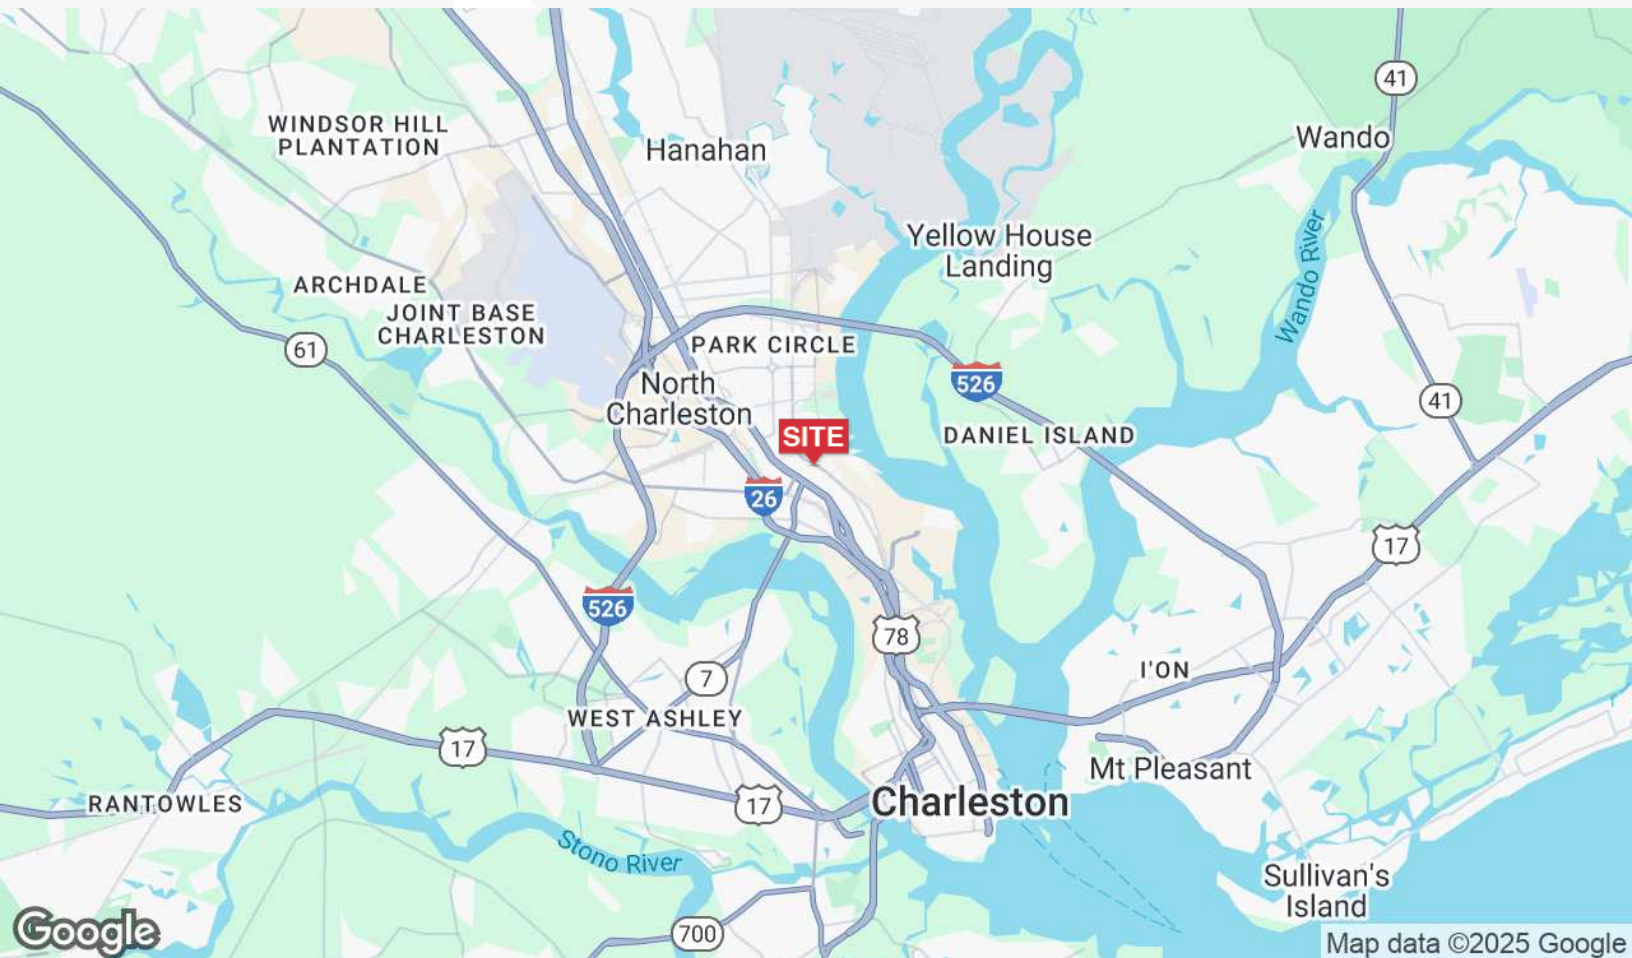 41
Wando
WINDSOR HILL
PLANTATION
Hanahan
Yellow House
Landing
Wando River
ARCHDALE
JOINT BASE
CHARLESTON
61
PARK CIRCLE
North
Charleston
526
41
SITE
DANIEL ISLAND
26
17
526
78
7
I'ON
WEST ASHLEY
17
Mt Pleasant
RANTOWLES
17
Charleston
Stono River
Sullivan's
Island
Google
700
Map data ©2025 Google